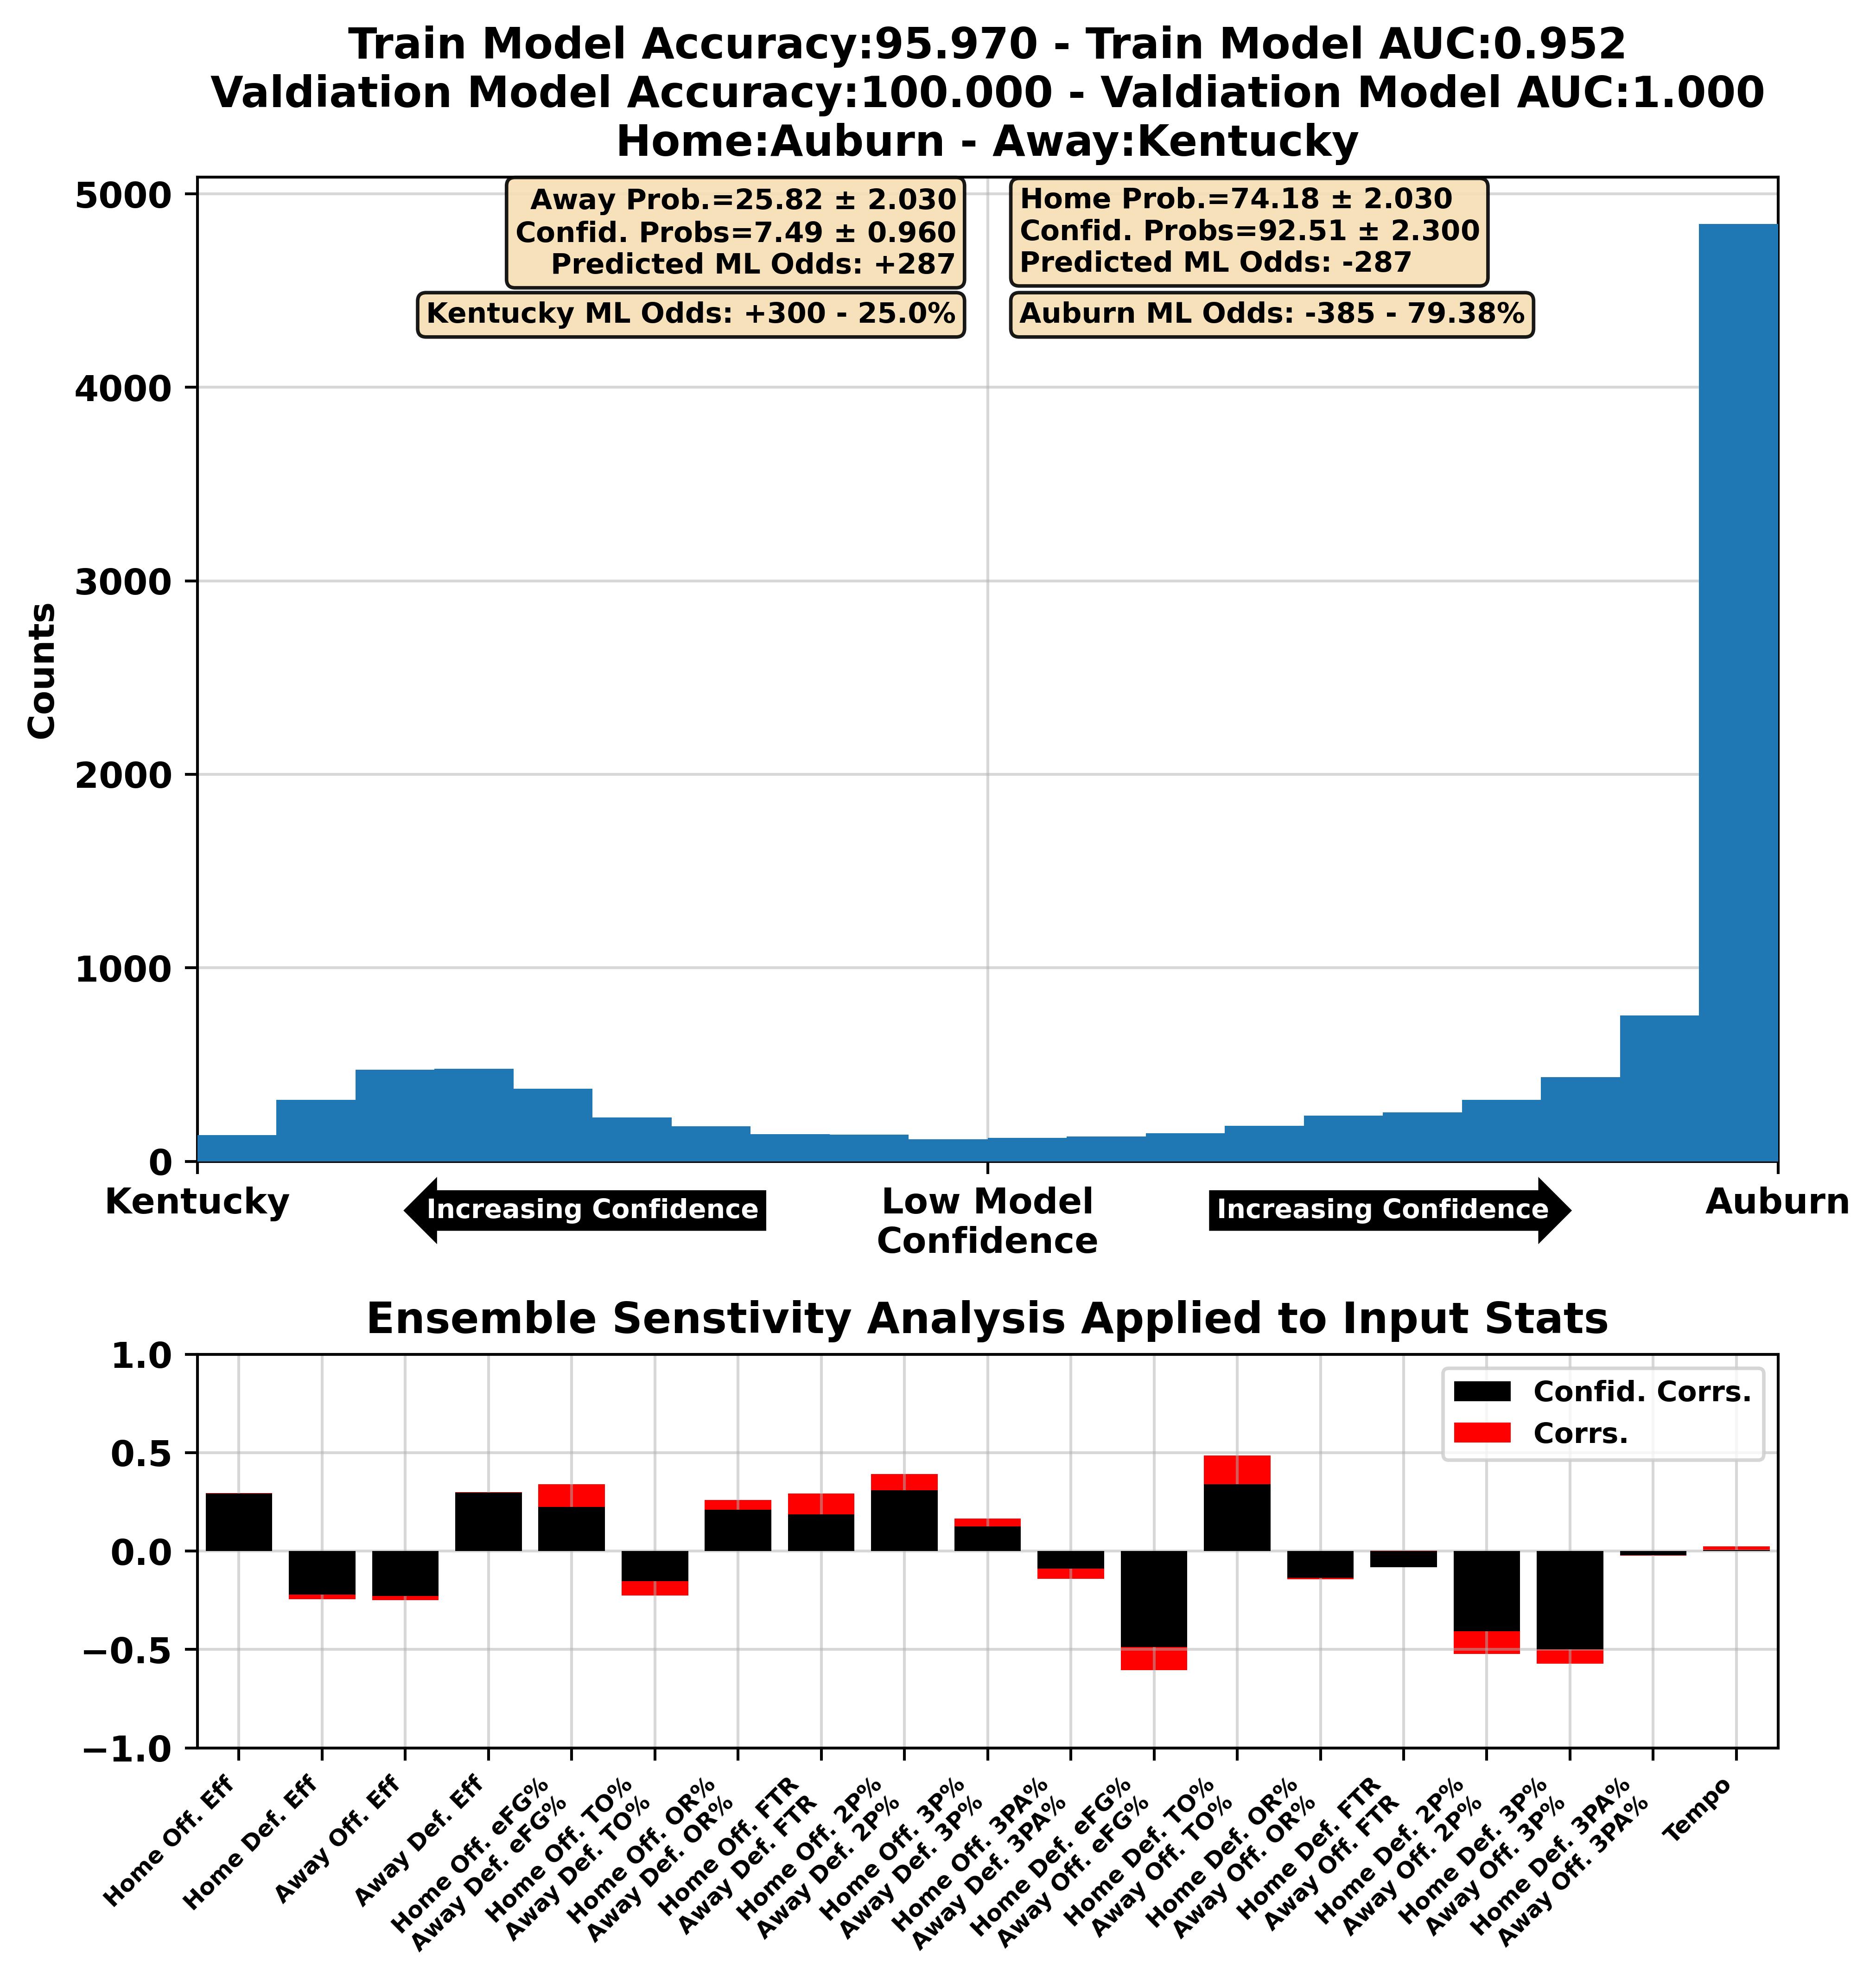 Train Model Accuracy:95.970 - Train Model AUC:0.952
Valdiation Model Accuracy:100.000 - Valdiation Model AUC:1.000
Home:Auburn - Away:Kentucky
Away Prob.=25.82 ± 2.030
Confid. Probs=7.49 ± 0.960
Predicted ML Odds: +287
Kentucky ML Odds: +300 - 25.0%
Home Prob.=74.18 ± 2.030
Confid. Probs=92.51 ± 2.300
Predicted ML Odds: -287
Auburn ML Odds: -385 - 79.38%
5000
4000
3000
2000
1000
0
Counts
Kentucky
Increasing Confidence
Low Model
Confidence
Increasing Confidence
Auburn
Ensemble Senstivity Analysis Applied to Input Stats
1.0
0.5
0.0
−0.5
−1.0
Confid. Corrs.
Corrs.
Home Off. Eff
Home Def. Eff
Away Off. Eff
Away Def. Eff
Home Off. eFG%
Away Def. eFG%
Home Off. TO%
Away Def. TO%
Home Off. OR%
Away Def. OR%
Home Off. FTR
Away Def. FTR
Home Off. 2P%
Away Def. 2P%
Home Off. 3P%
Away Def. 3P%
Home Off. 3PA%
Away Def. 3PA%
Home Def. eFG%
Away Off. eFG%
Home Def. TO%
Away Off. TO%
Home Def. OR%
Away Off. OR%
Home Def. FTR
Away Off. FTR
Home Def. 2P%
Away Off. 2P%
Home Def. 3P%
Away Off. 3P%
Home Def. 3PA%
Away Off. 3PA%
Tempo